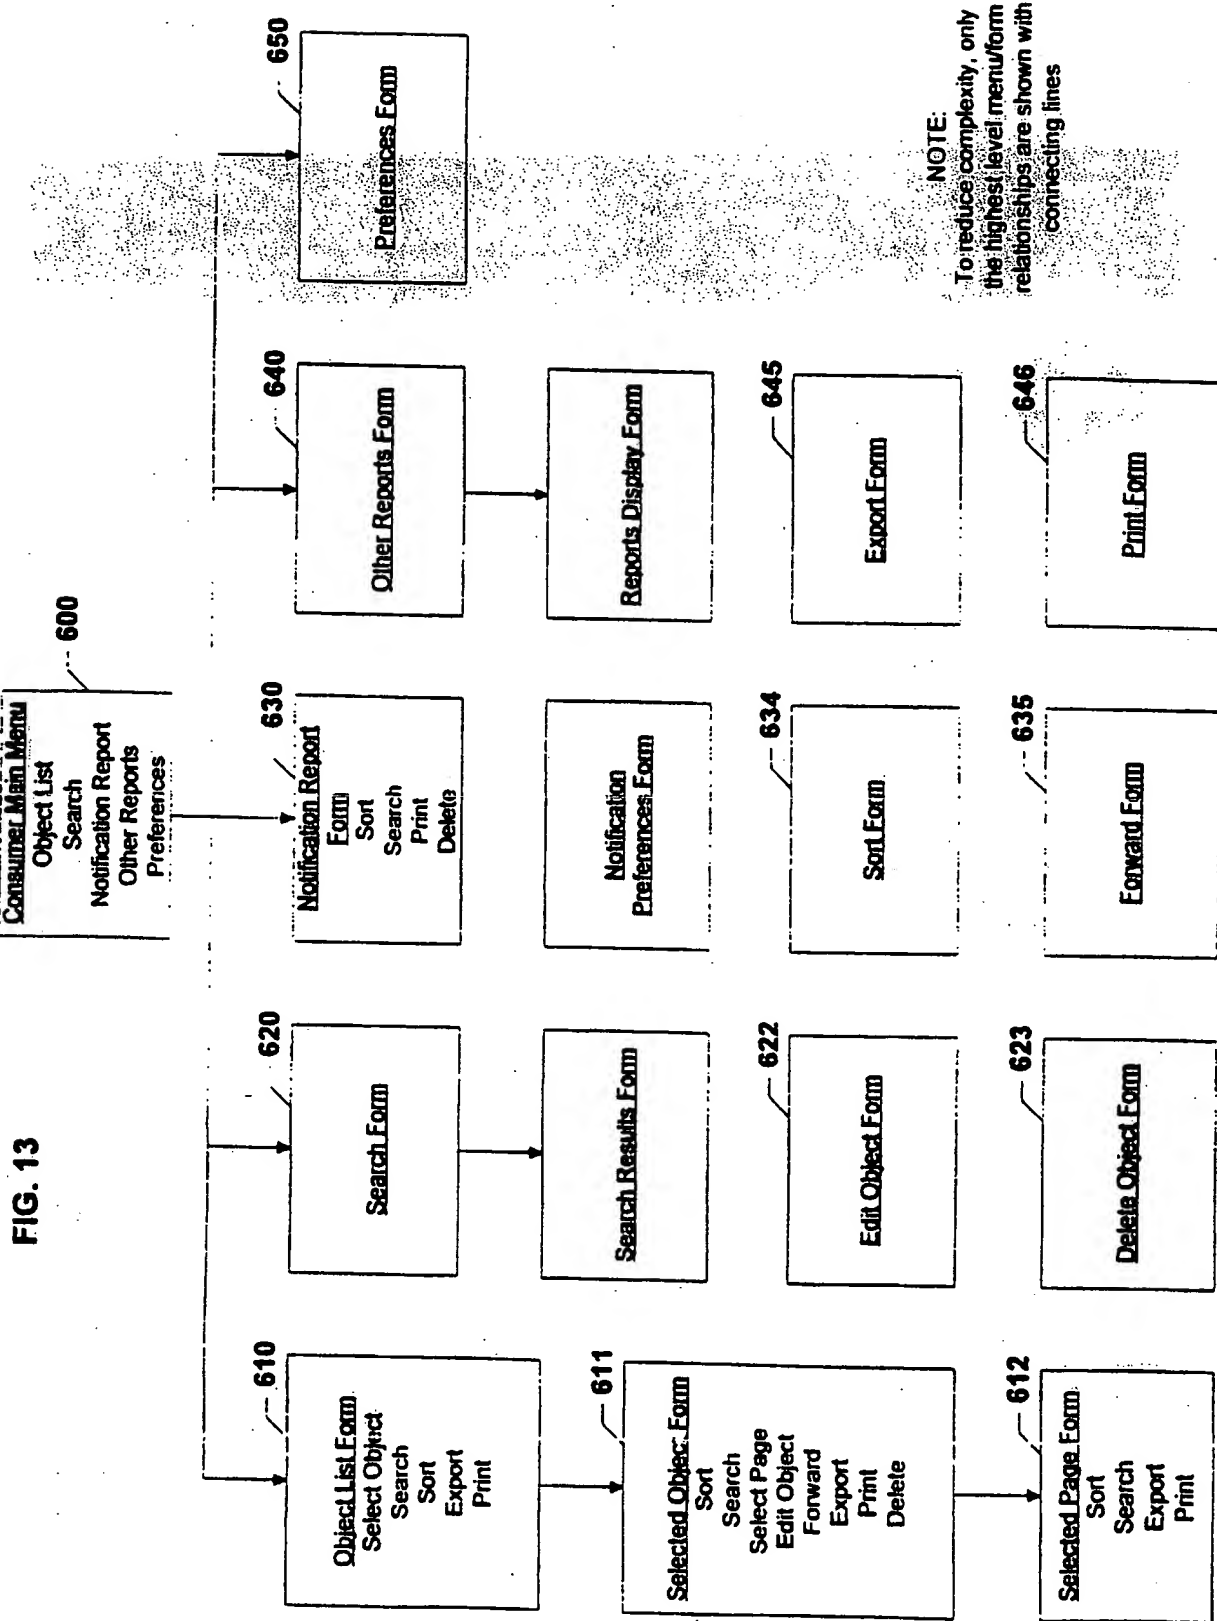 FIG. 13
Consumer Main Menu
Object List
Search
Notification Report
Other Reports
Preferences
600
610
Object List Form
Select Object
Search
Sort
Export
Print
620
Search Form
630
Notification Report
Form
Sort
Search
Print
Delete
640
Other Reports Form
650
Preferences Form
611
Selected Object Form
Sort
Search
Select Page
Edit Object
Forward
Export
Print
Delete
Search Results Form
Notification
Preferences Form
Reports Display Form
622
Edit Object Form
634
Sort Form
645
Export Form
612
Selected Page Form
Sort
Search
Export
Print
623
Delete Object Form
635
Forward Form
646
Print Form
NOTE:
To reduce complexity, only
the highest level menu/form
relationships are shown with
connecting lines